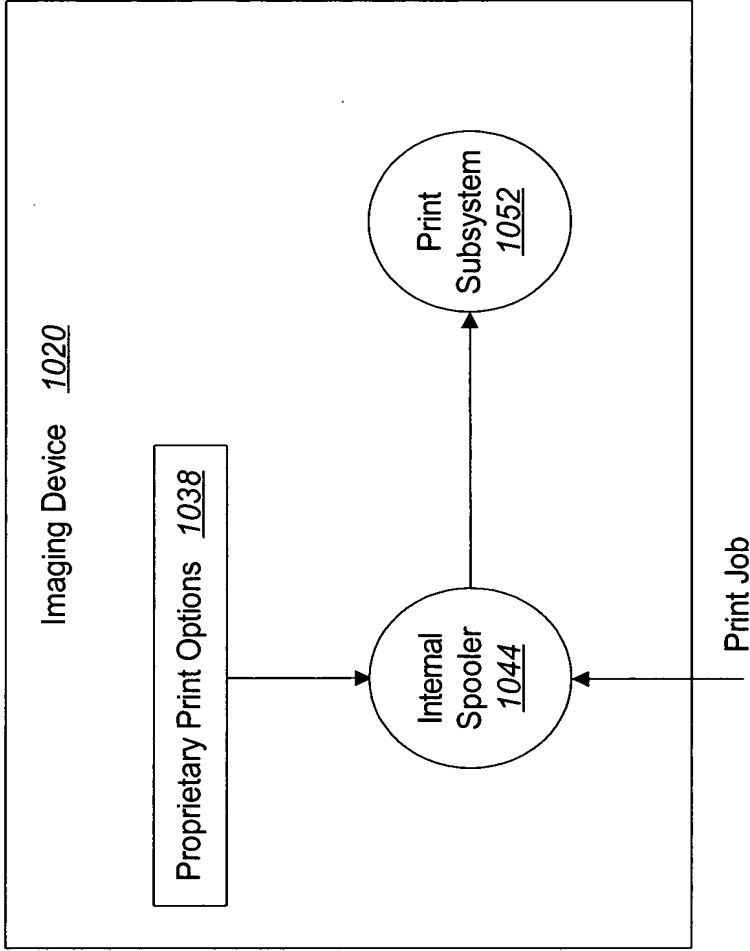 Imaging Device 1020
Proprietary Print Options 1038
Internal
Spooler
1044
Print
Subsystem
1052
Print Job